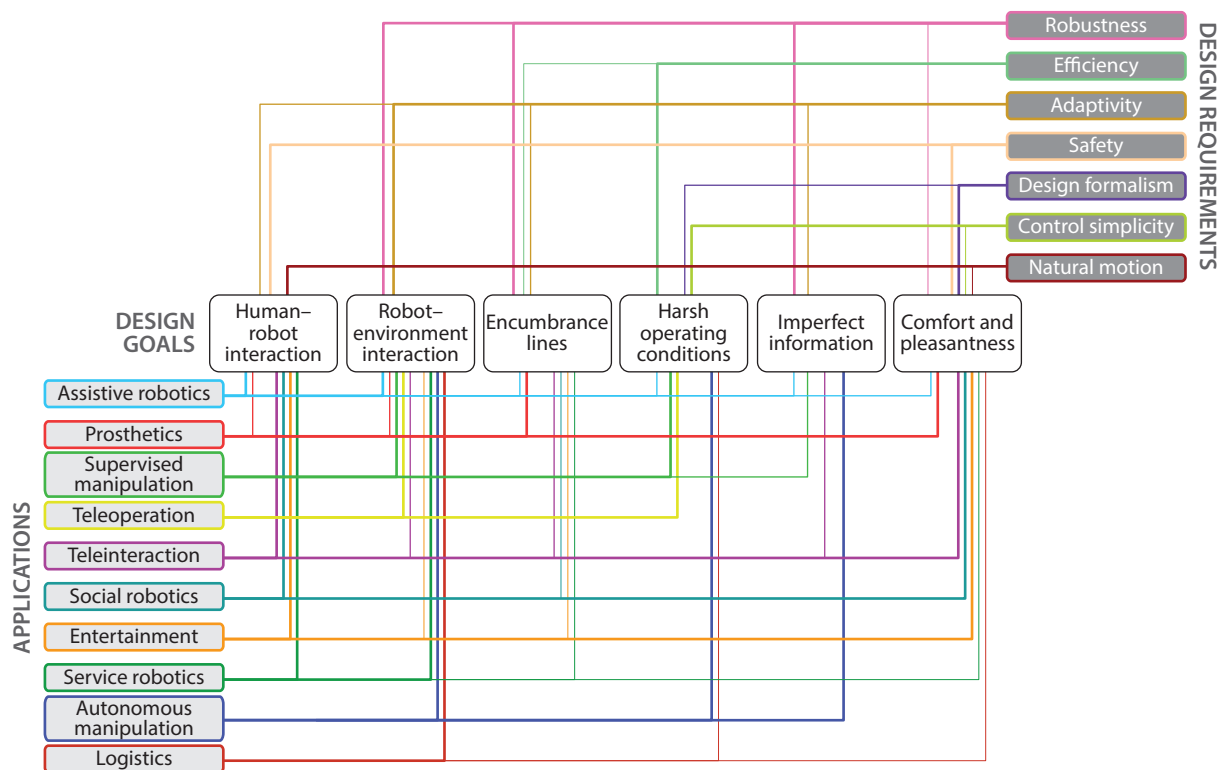 Robustness
Efficiency
Adaptivity
Safety
Design formalism
Control simplicity
Natural motion
DESIGN REQUIREMENTS
DESIGN
GOALS
Human–
robot
interaction
Robot–
environment
interaction
Encumbrance
lines
Harsh
operating
conditions
Imperfect
information
Comfort and
pleasantness
APPLICATIONS
Assistive robotics
Prosthetics
Supervised
manipulation
Teleoperation
Teleinteraction
Social robotics
Entertainment
Service robotics
Autonomous
manipulation
Logistics